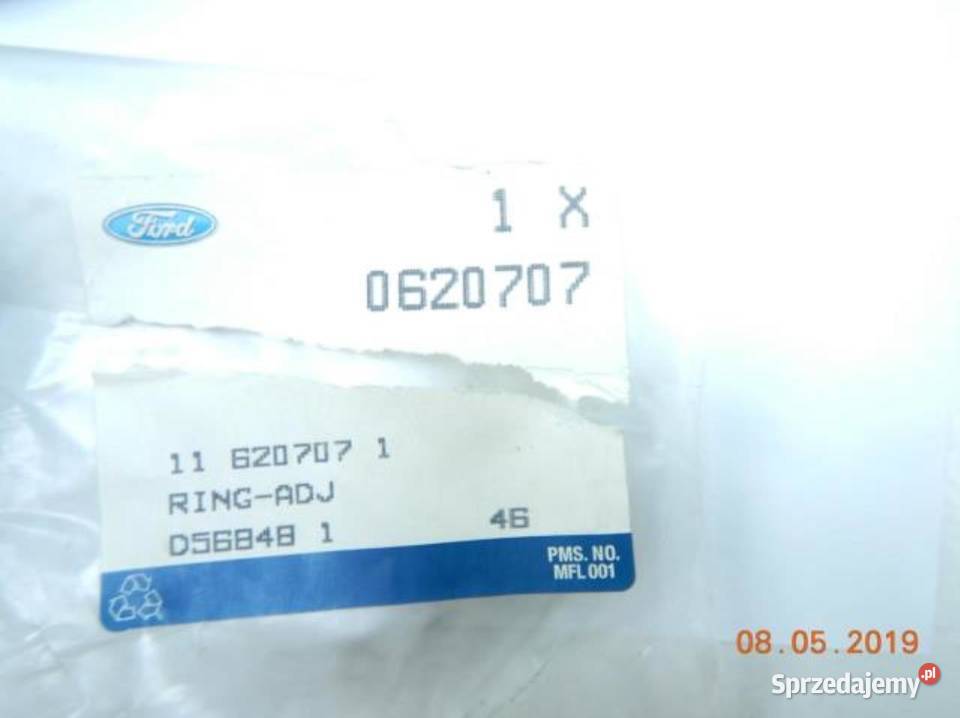 Ford
1 X
0620707
11 620707 1
RING-ADJ
D56848 1 46
PMS. NO.
MFL 001
08.05.2019
Sprzedajemy.pl